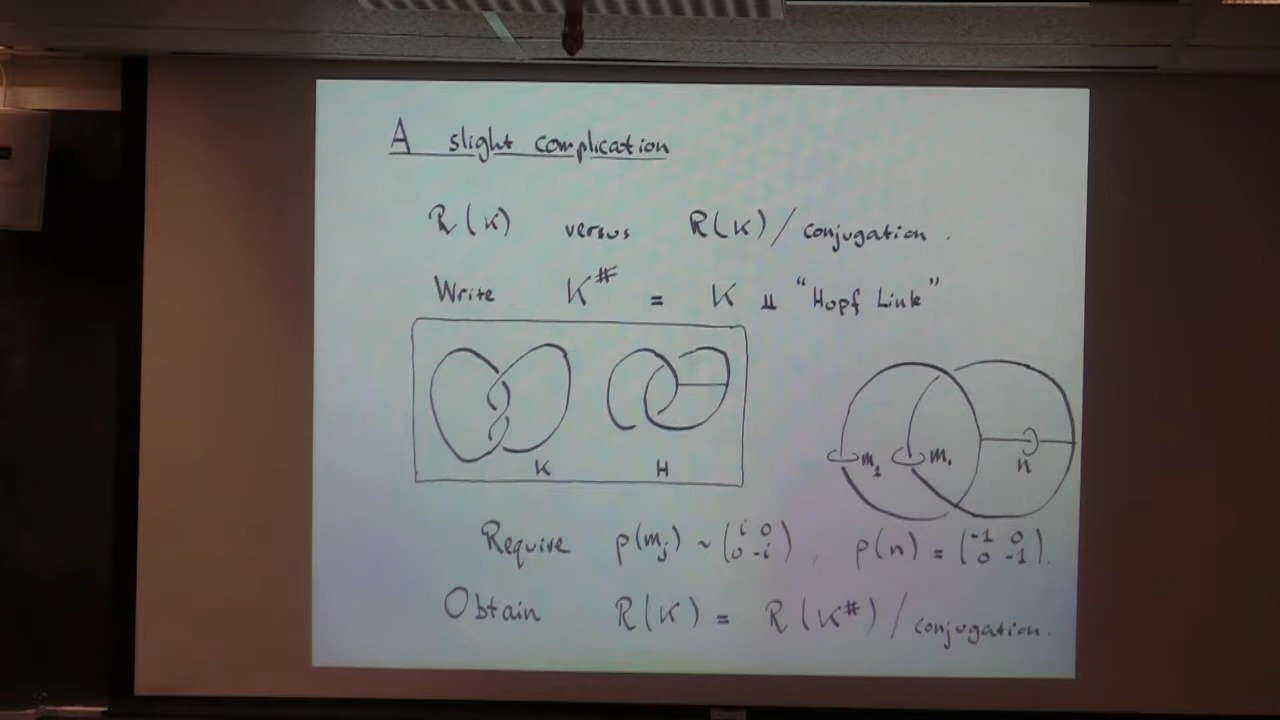 A slight complication
R(K) versus R(K)/conjugation.
Write K# = K ⊔ "Hopf Link"
K H
m₂ m₁ n
Require ρ(mⱼ) ~ (i 0 / 0 -i), ρ(n) = (-1 0 / 0 -1).
Obtain R(K) = R(K#)/conjugation.